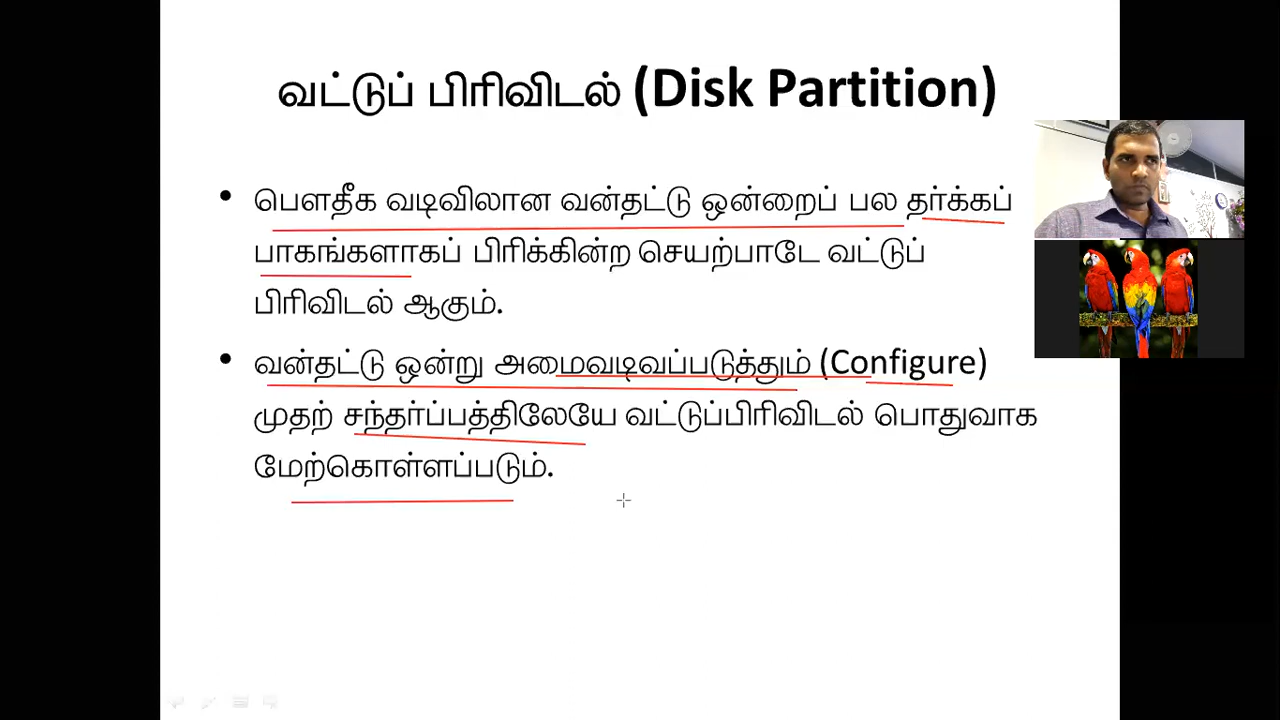 வட்டுப் பிரிவிடல் (Disk Partition)
• பௌதீக வடிவிலான வன்தட்டு ஒன்றைப் பல தர்க்கப்
பாகங்களாகப் பிரிக்கின்ற செயற்பாடே வட்டுப்
பிரிவிடல் ஆகும்.
• வன்தட்டு ஒன்று அமைவடிவப்படுத்தும் (Configure)
முதற் சந்தர்ப்பத்திலேயே வட்டுப்பிரிவிடல் பொதுவாக
மேற்கொள்ளப்படும்.